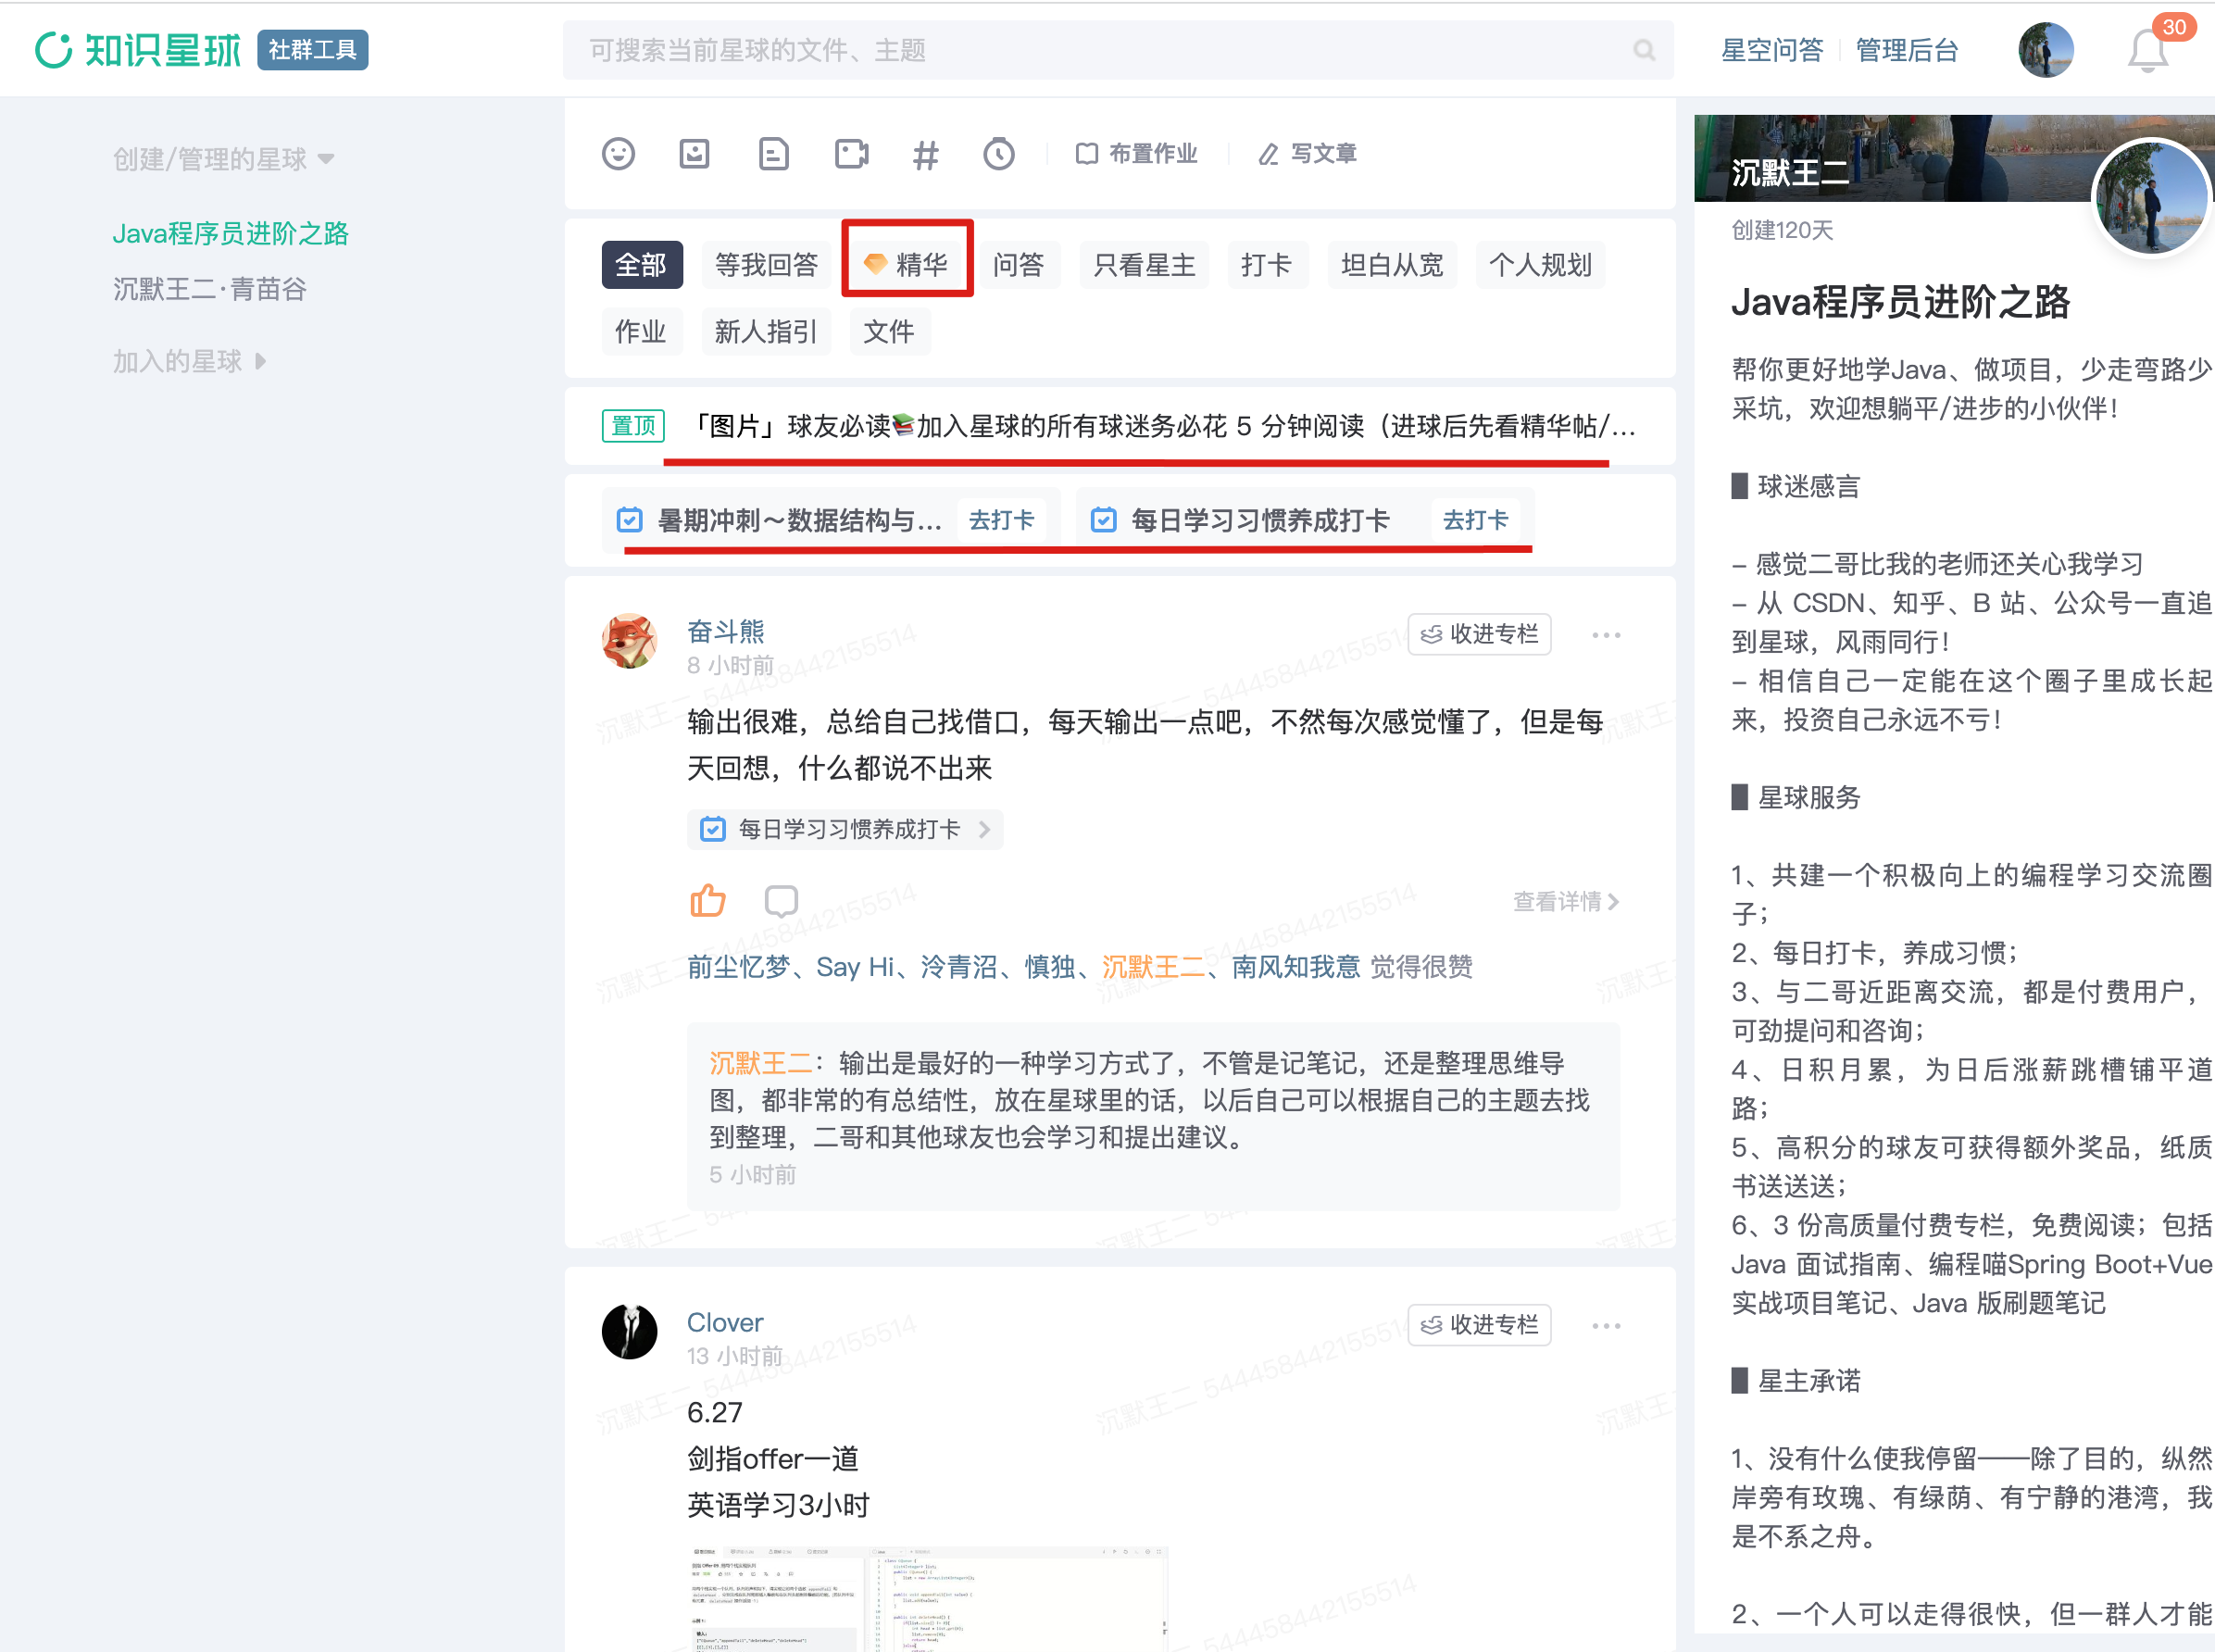 知识星球 社群工具
可搜索当前星球的文件、主题
星空问答 管理后台
30
创建/管理的星球
Java程序员进阶之路
沉默王二·青苗谷
加入的星球
布置作业 写文章
全部 等我回答 精华 问答 只看星主 打卡 坦白从宽 个人规划
作业 新人指引 文件
置顶 「图片」球友必读📚加入星球的所有球迷务必花 5 分钟阅读（进球后先看精华帖/...
暑期冲刺～数据结构与... 去打卡 每日学习习惯养成打卡 去打卡
奋斗熊
收进专栏
8 小时前
输出很难，总给自己找借口，每天输出一点吧，不然每次感觉懂了，但是每
天回想，什么都说不出来
每日学习习惯养成打卡
查看详情
前尘忆梦、Say Hi、泠青沼、慎独、沉默王二、南风知我意 觉得很赞
沉默王二：输出是最好的一种学习方式了，不管是记笔记，还是整理思维导
图，都非常的有总结性，放在星球里的话，以后自己可以根据自己的主题去找
到整理，二哥和其他球友也会学习和提出建议。
5 小时前
Clover
收进专栏
13 小时前
6.27
剑指offer一道
英语学习3小时
沉默王二 544458442155514
沉默王二
创建120天
Java程序员进阶之路
帮你更好地学Java、做项目，少走弯路少
采坑，欢迎想躺平/进步的小伙伴！
█ 球迷感言
– 感觉二哥比我的老师还关心我学习
– 从 CSDN、知乎、B 站、公众号一直追
到星球，风雨同行！
– 相信自己一定能在这个圈子里成长起
来，投资自己永远不亏！
█ 星球服务
1、共建一个积极向上的编程学习交流圈
子；
2、每日打卡，养成习惯；
3、与二哥近距离交流，都是付费用户，
可劲提问和咨询；
4、日积月累，为日后涨薪跳槽铺平道
路；
5、高积分的球友可获得额外奖品，纸质
书送送送；
6、3 份高质量付费专栏，免费阅读；包括
Java 面试指南、编程喵Spring Boot+Vue
实战项目笔记、Java 版刷题笔记
█ 星主承诺
1、没有什么使我停留——除了目的，纵然
岸旁有玫瑰、有绿荫、有宁静的港湾，我
是不系之舟。
2、一个人可以走得很快，但一群人才能